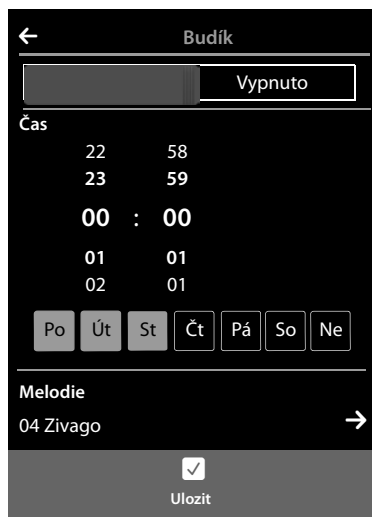 Budík
Vypnuto
Čas
22 58
23 59
00 : 00
01 01
02 01
Po Út St Čt Pá So Ne
Melodie
04 Zivago
Ulozit